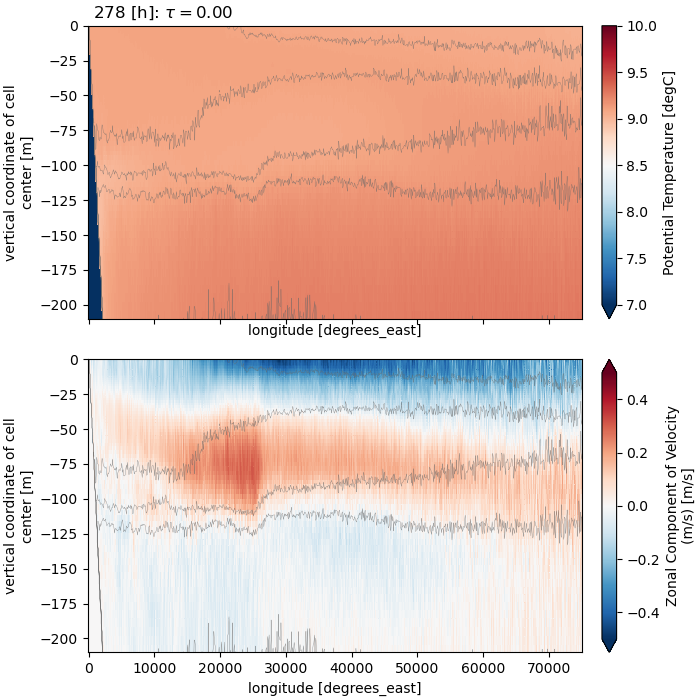 278 [h]: τ = 0.00
0
−25
−50
−75
−100
−125
−150
−175
−200
vertical coordinate of cell
center [m]
longitude [degrees_east]
10.0
9.5
9.0
8.5
8.0
7.5
7.0
Potential Temperature [degC]
0
−25
−50
−75
−100
−125
−150
−175
−200
vertical coordinate of cell
center [m]
0 10000 20000 30000 40000 50000 60000 70000
longitude [degrees_east]
0.4
0.2
0.0
−0.2
−0.4
Zonal Component of Velocity
(m/s) [m/s]